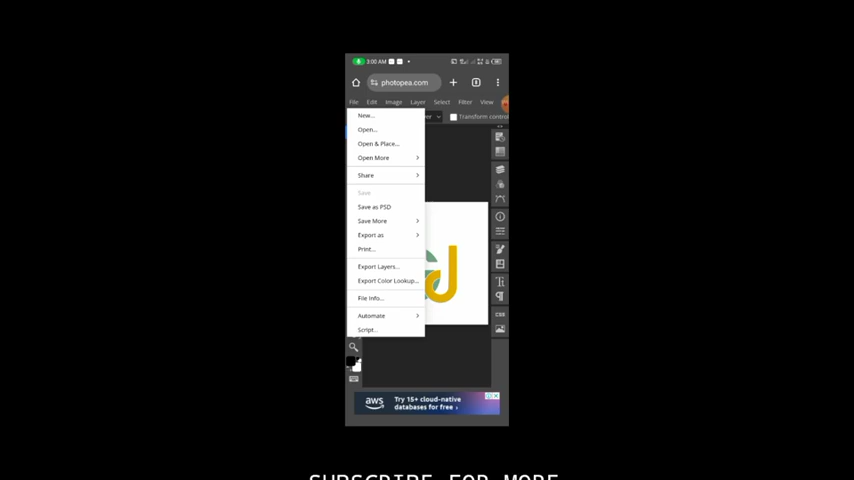 3:00 AM
photopea.com
File Edit Image Layer Select Filter View
Transform contro
New...
Open...
Open & Place...
Open More
Share
Save
Save as PSD
Save More
Export as
Print...
Export Layers...
Export Color Lookup...
File Info...
Automate
Script...
CSS
aws
Try 15+ cloud-native
databases for free ›
SUBSCRIBE FOR MORE